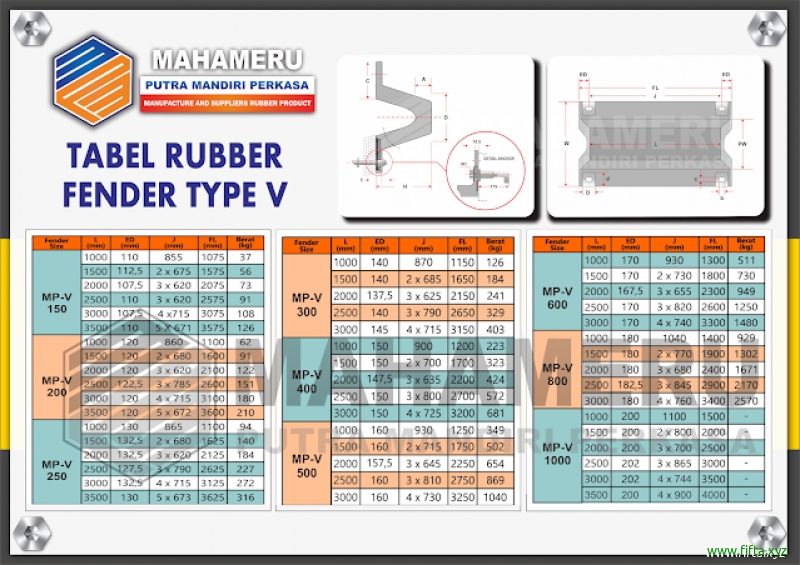 MAHAMERU
PUTRA MANDIRI PERKASA
MANUFACTURE AND SUPPLIERS RUBBER PRODUCT
TABEL RUBBER
FENDER TYPE V
C
A
D
H
DETAIL ANCHOR
ED
FL
J
ED
W
L
PW
D
Fender Size L (mm) ED (mm) J (mm) FL (mm) Berat (kg)
MP-V 150
1000 110 855 1075 37
1500 112,5 2 x 675 1575 56
2000 107,5 3 x 620 2075 73
2500 110 3 x 620 2575 91
3000 107,5 4 x715 3075 108
3500 110 5 X 671 3575 126
MP-V 200
1000 120 860 1100 62
1500 120 2 x 680 1600 91
2000 120 3 x 620 2100 122
2500 122,5 3 x 785 2600 151
3000 120 4 x 715 3100 180
3500 120 5 x 672 3600 210
MP-V 250
1000 130 865 1100 94
1500 132,5 2 x 680 1625 140
2000 132,5 3 x 620 2125 184
2500 127,5 3 x 790 2625 227
3000 132,5 4 x 715 3125 272
3500 130 5 x 673 3625 316
Fender Size L (mm) ED (mm) J (mm) FL (mm) Berat (kg)
MP-V 300
1000 140 870 1150 126
1500 140 2 x 685 1650 184
2000 137,5 3 x 625 2150 241
2500 140 3 x 790 2650 329
3000 145 4 x 715 3150 403
MP-V 400
1000 150 900 1200 223
1500 150 2 x 700 1700 323
2000 147,5 3 x 635 2200 424
2500 150 3 x 800 2700 572
3000 150 4 x 725 3200 681
MP-V 500
1000 160 930 1250 349
1500 160 2 x 715 1750 502
2000 157,5 3 x 645 2250 654
2500 160 3 x 810 2750 869
3000 160 4 x 730 3250 1040
Fender Size L (mm) ED (mm) J (mm) FL (mm) Berat (kg)
MP-V 600
1000 170 930 1300 511
1500 170 2 x 730 1800 730
2000 167,5 3 x 655 2300 949
2500 170 3 x 820 2600 1250
3000 170 4 x 740 3300 1480
MP-V 800
1000 180 1040 1400 929
1500 180 2 x 770 1900 1302
2000 180 3 x 680 2400 1671
2500 182,5 3 x 845 2900 2170
3000 180 4 x 760 3400 2570
MP-V 1000
1000 200 1100 1500 -
1500 200 2 x 800 2000 -
2000 200 3 x 700 2500 -
2500 202 3 x 865 3000 -
3000 202 4 x 744 3500 -
3500 200 4 x 900 4000 -
MAHAMERU
PUTRA MANDIRI PERKASA
www.fifta.xyz